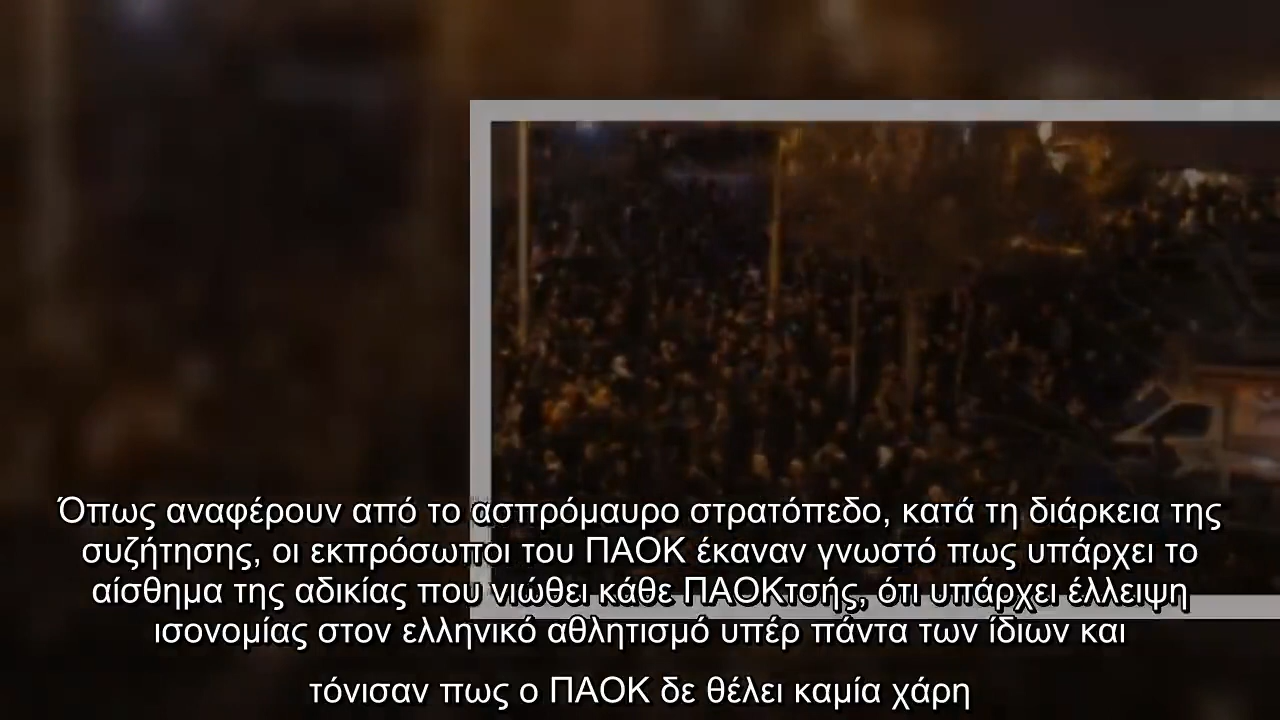 Όπως αναφέρουν από το ασπρόμαυρο στρατόπεδο, κατά τη διάρκεια της
συζήτησης, οι εκπρόσωποι του ΠΑΟΚ έκαναν γνωστό πως υπάρχει το
αίσθημα της αδικίας που νιώθει κάθε ΠΑΟΚτσής, ότι υπάρχει έλλειψη
ισονομίας στον ελληνικό αθλητισμό υπέρ πάντα των ίδιων και
τόνισαν πως ο ΠΑΟΚ δε θέλει καμία χάρη